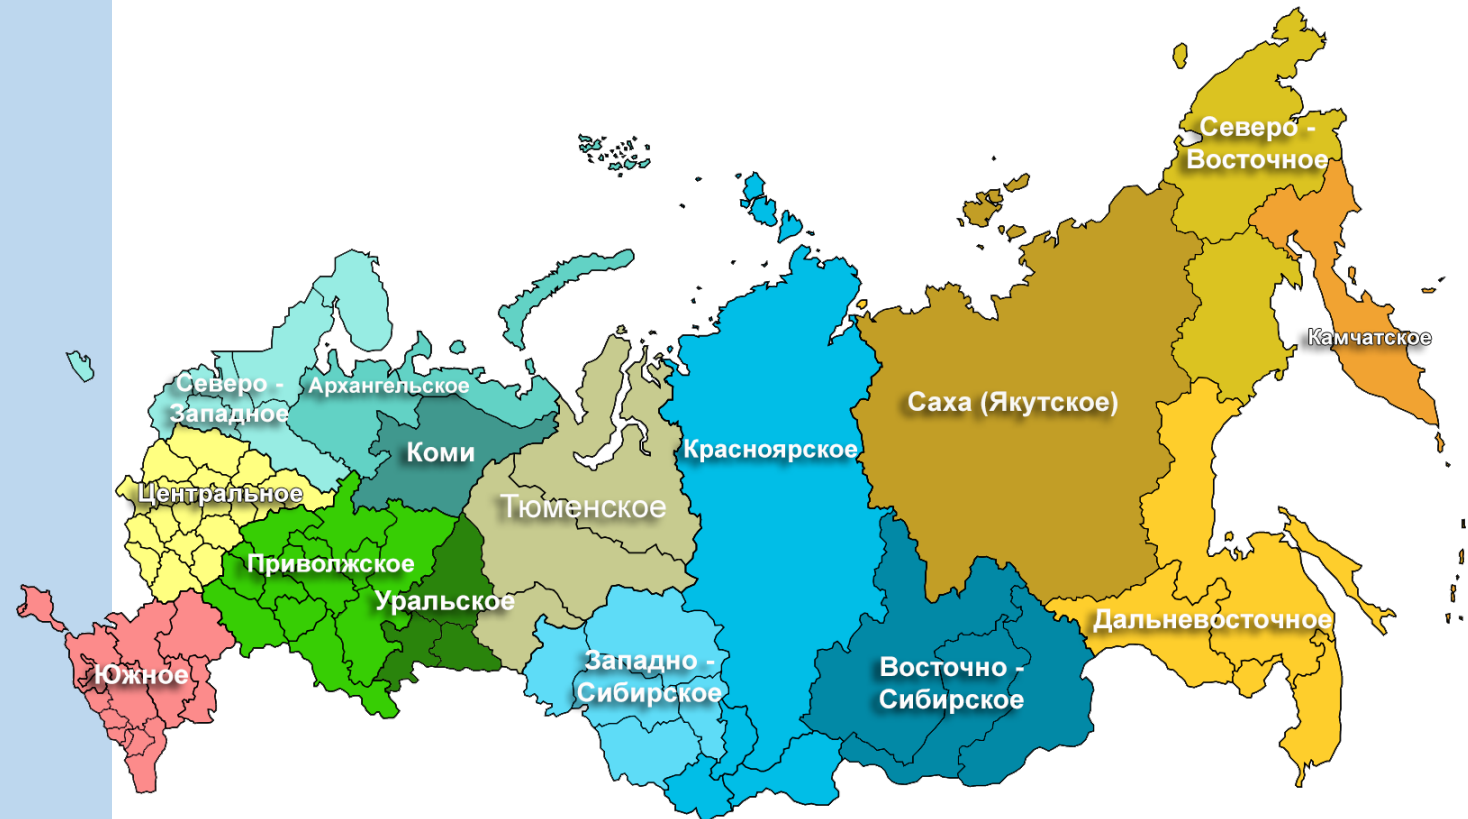 Северо -
Восточное
Камчатское
Северо -
Западное
Архангельское
Саха (Якутское)
Коми
Красноярское
Центральное
Тюменское
Приволжское
Уральское
Дальневосточное
Южное
Западно -
Сибирское
Восточно -
Сибирское